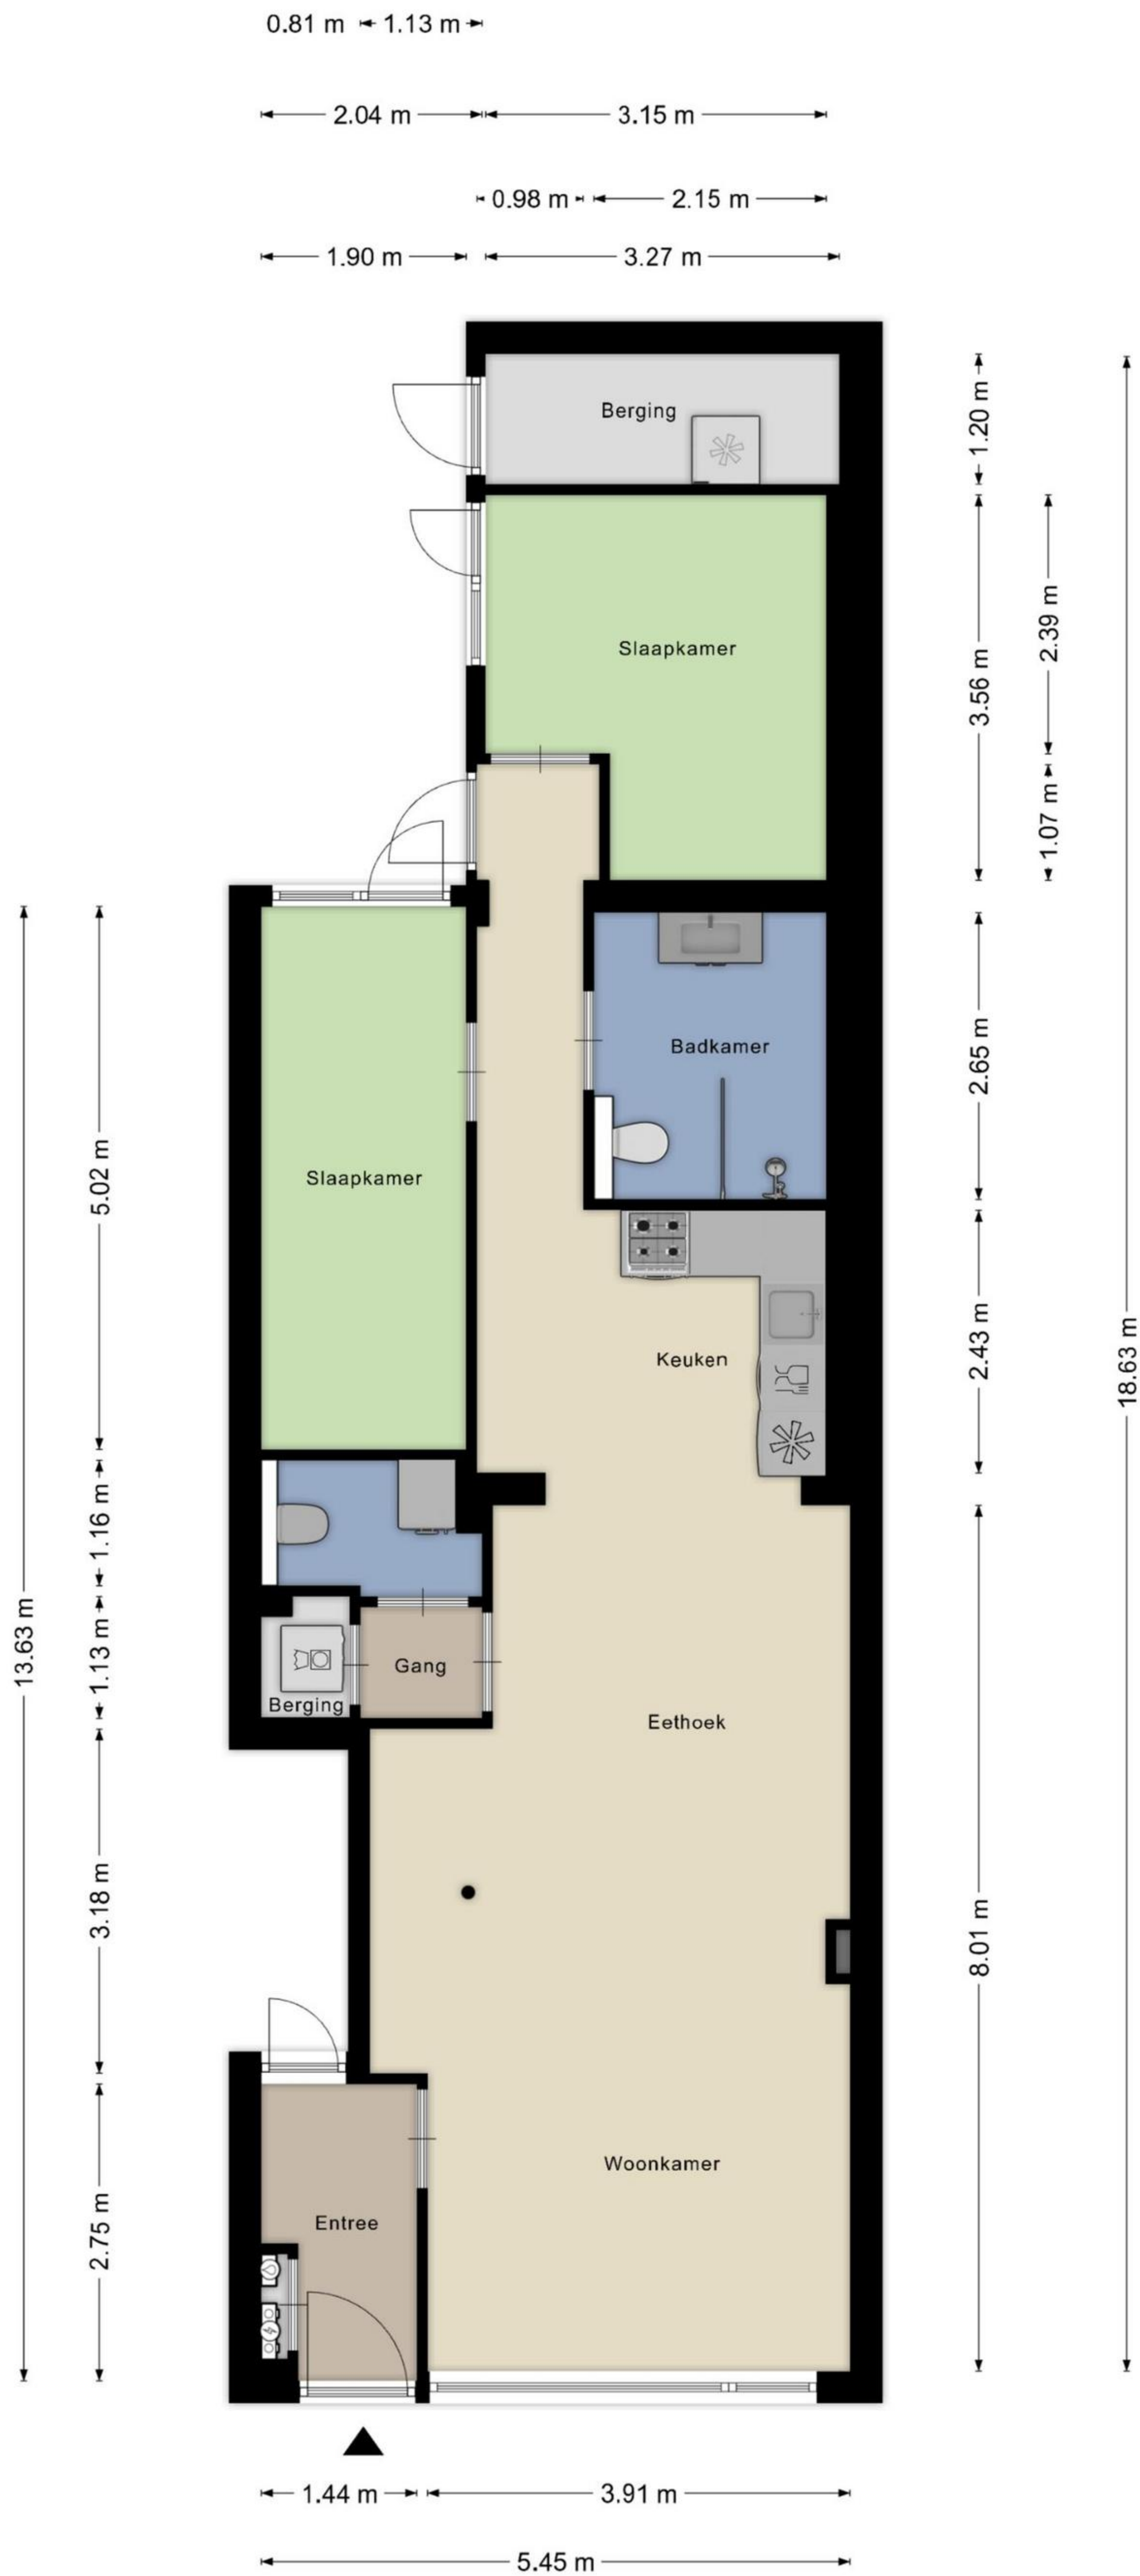 0.81 m 1.13 m
2.04 m 3.15 m
0.98 m 2.15 m
1.90 m 3.27 m
Berging
1.20 m
Slaapkamer
3.56 m
2.39 m
1.07 m
Badkamer
2.65 m
Slaapkamer
5.02 m
Keuken
2.43 m
18.63 m
1.16 m
13.63 m
1.13 m
Gang
Berging
Eethoek
3.18 m
8.01 m
Woonkamer
Entree
2.75 m
1.44 m 3.91 m
5.45 m